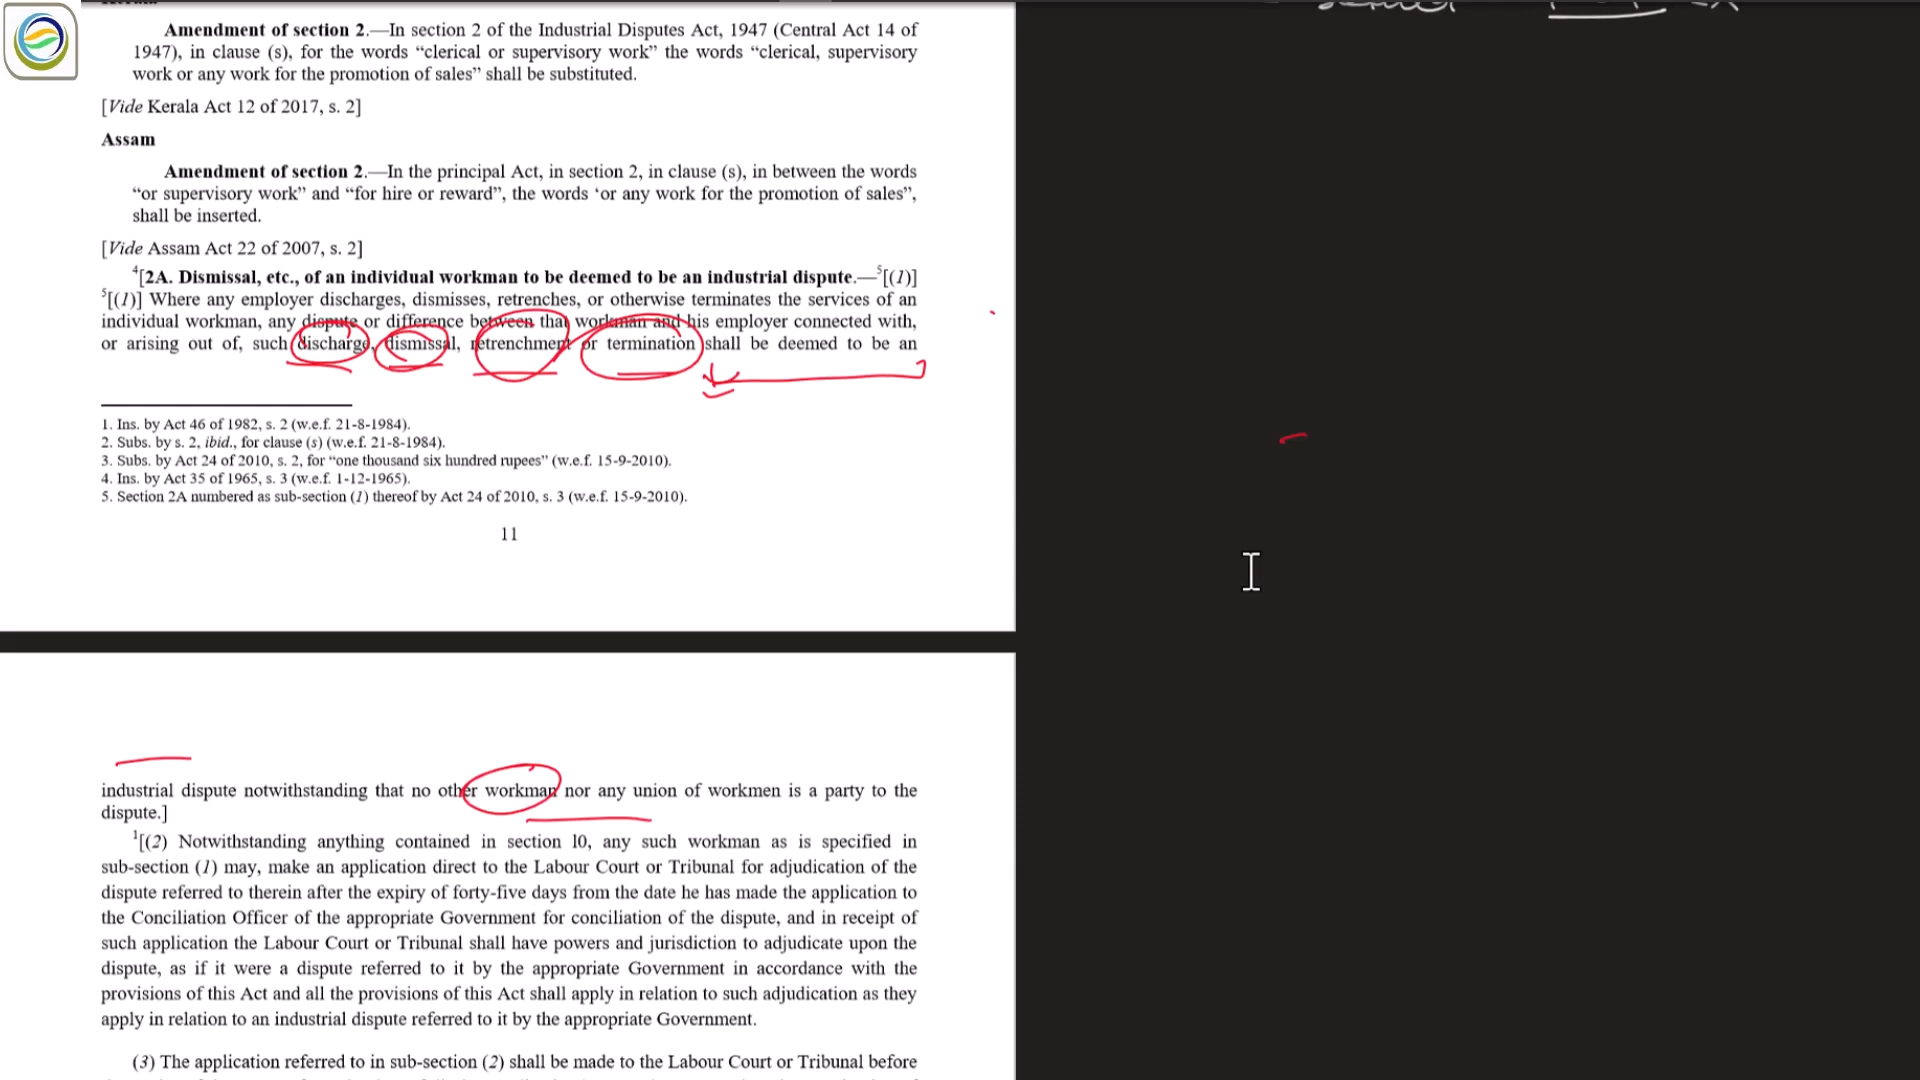 Amendment of section 2.—In section 2 of the Industrial Disputes Act, 1947 (Central Act 14 of
1947), in clause (s), for the words “clerical or supervisory work” the words “clerical, supervisory
work or any work for the promotion of sales” shall be substituted.
[Vide Kerala Act 12 of 2017, s. 2]
Assam
Amendment of section 2.—In the principal Act, in section 2, in clause (s), in between the words
“or supervisory work” and “for hire or reward”, the words ‘or any work for the promotion of sales”,
shall be inserted.
[Vide Assam Act 22 of 2007, s. 2]
4[2A. Dismissal, etc., of an individual workman to be deemed to be an industrial dispute.—5[(1)]
5[(1)] Where any employer discharges, dismisses, retrenches, or otherwise terminates the services of an
individual workman, any dispute or difference between that workman and his employer connected with,
or arising out of, such discharge, dismissal, retrenchment or termination shall be deemed to be an
1. Ins. by Act 46 of 1982, s. 2 (w.e.f. 21-8-1984).
2. Subs. by s. 2, ibid., for clause (s) (w.e.f. 21-8-1984).
3. Subs. by Act 24 of 2010, s. 2, for “one thousand six hundred rupees” (w.e.f. 15-9-2010).
4. Ins. by Act 35 of 1965, s. 3 (w.e.f. 1-12-1965).
5. Section 2A numbered as sub-section (1) thereof by Act 24 of 2010, s. 3 (w.e.f. 15-9-2010).
11
industrial dispute notwithstanding that no other workman nor any union of workmen is a party to the
dispute.]
1[(2) Notwithstanding anything contained in section 10, any such workman as is specified in
sub-section (1) may, make an application direct to the Labour Court or Tribunal for adjudication of the
dispute referred to therein after the expiry of forty-five days from the date he has made the application to
the Conciliation Officer of the appropriate Government for conciliation of the dispute, and in receipt of
such application the Labour Court or Tribunal shall have powers and jurisdiction to adjudicate upon the
dispute, as if it were a dispute referred to it by the appropriate Government in accordance with the
provisions of this Act and all the provisions of this Act shall apply in relation to such adjudication as they
apply in relation to an industrial dispute referred to it by the appropriate Government.
(3) The application referred to in sub-section (2) shall be made to the Labour Court or Tribunal before